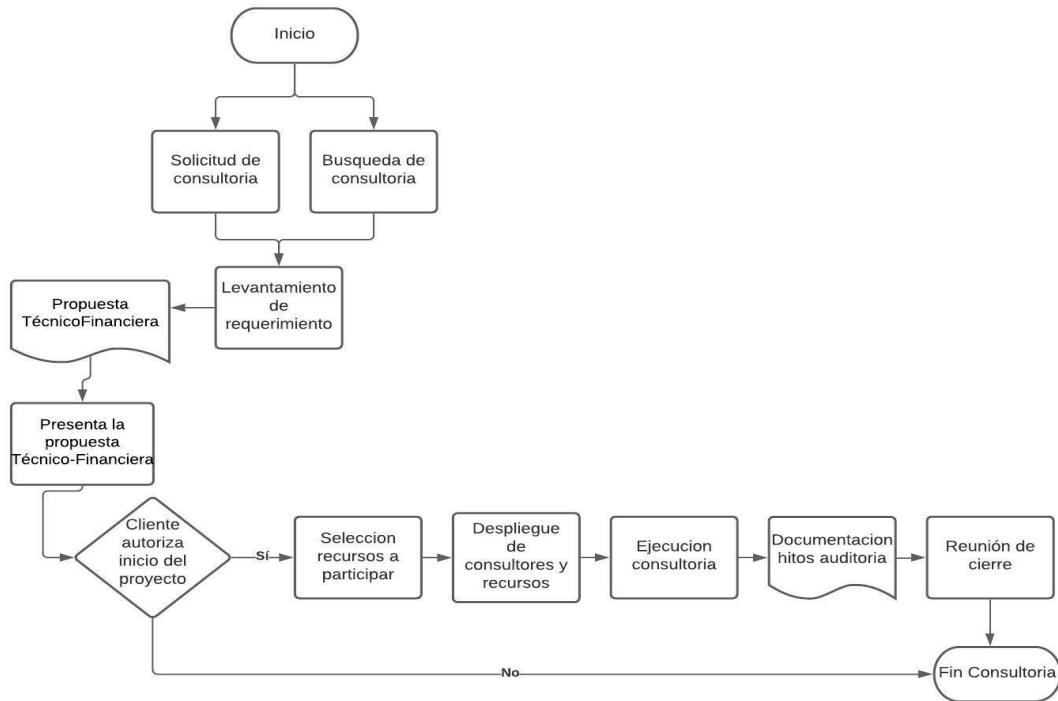 Inicio
Solicitud de
consultoria
Busqueda de
consultoria
Levantamiento
de
requerimiento
Propuesta
TécnicoFinanciera
Presenta la
propuesta
Técnico-Financiera
Cliente
autoriza
inicio del
proyecto
Sí
Seleccion
recursos a
participar
Despliegue
de
consultores y
recursos
Ejecucion
consultoria
Documentacion
hitos auditoria
Reunión de
cierre
No
Fin Consultoria